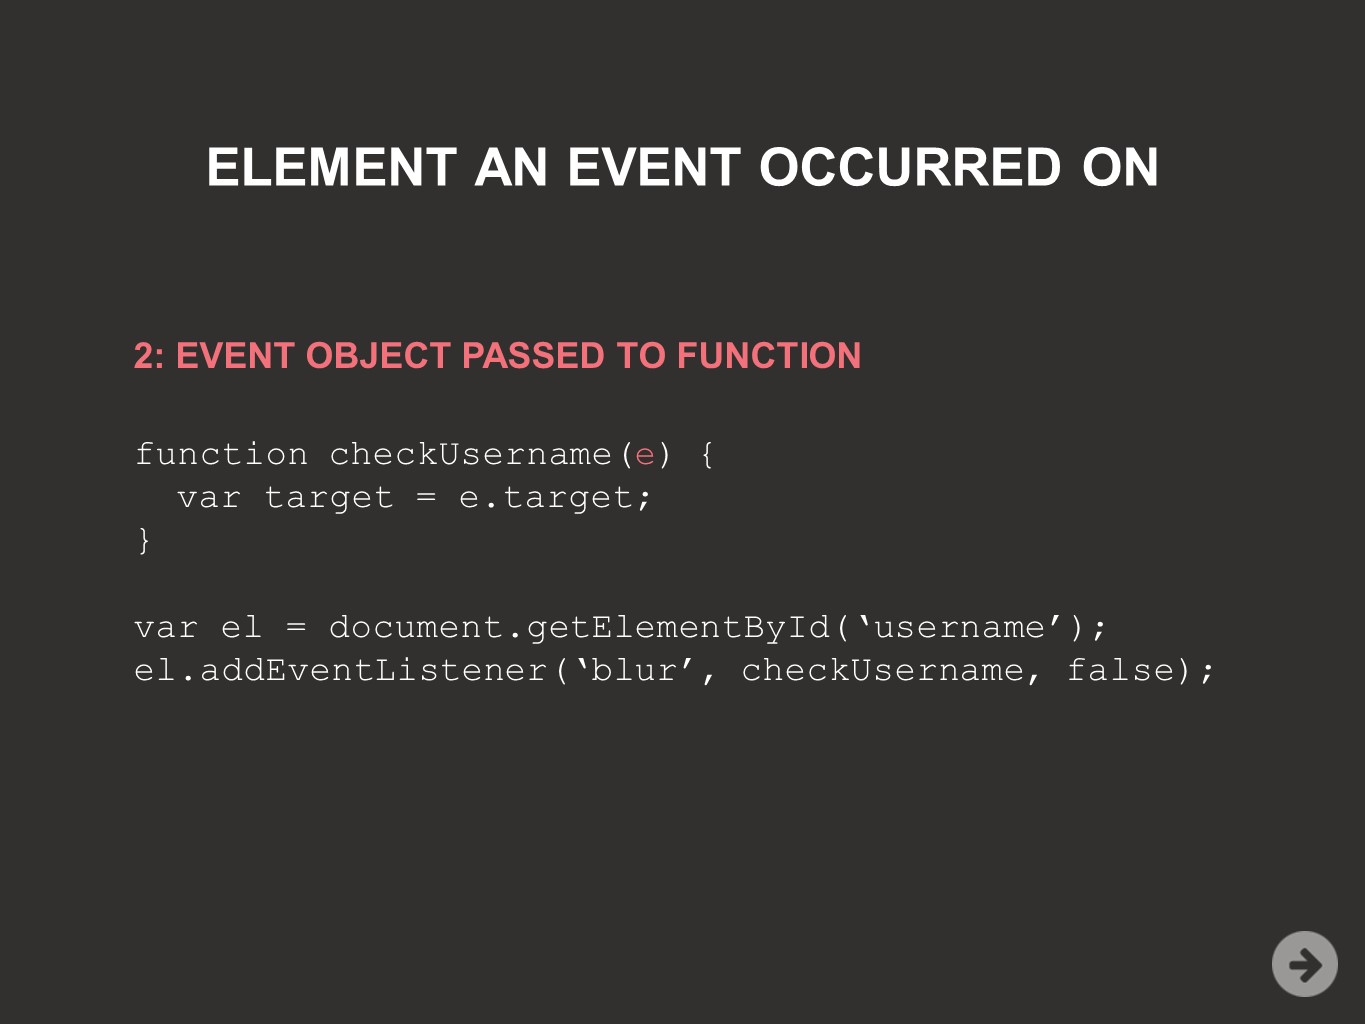 ELEMENT AN EVENT OCCURRED ON
2: EVENT OBJECT PASSED TO FUNCTION
function checkUsername(e) {
  var target = e.target;
}
var el = document.getElementById(‘username’);
el.addEventListener(‘blur’, checkUsername, false);